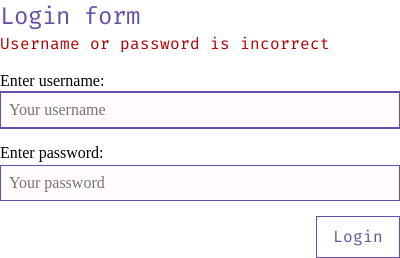 Login form
Username or password is incorrect
Enter username:
Your username
Enter password:
Your password
Login